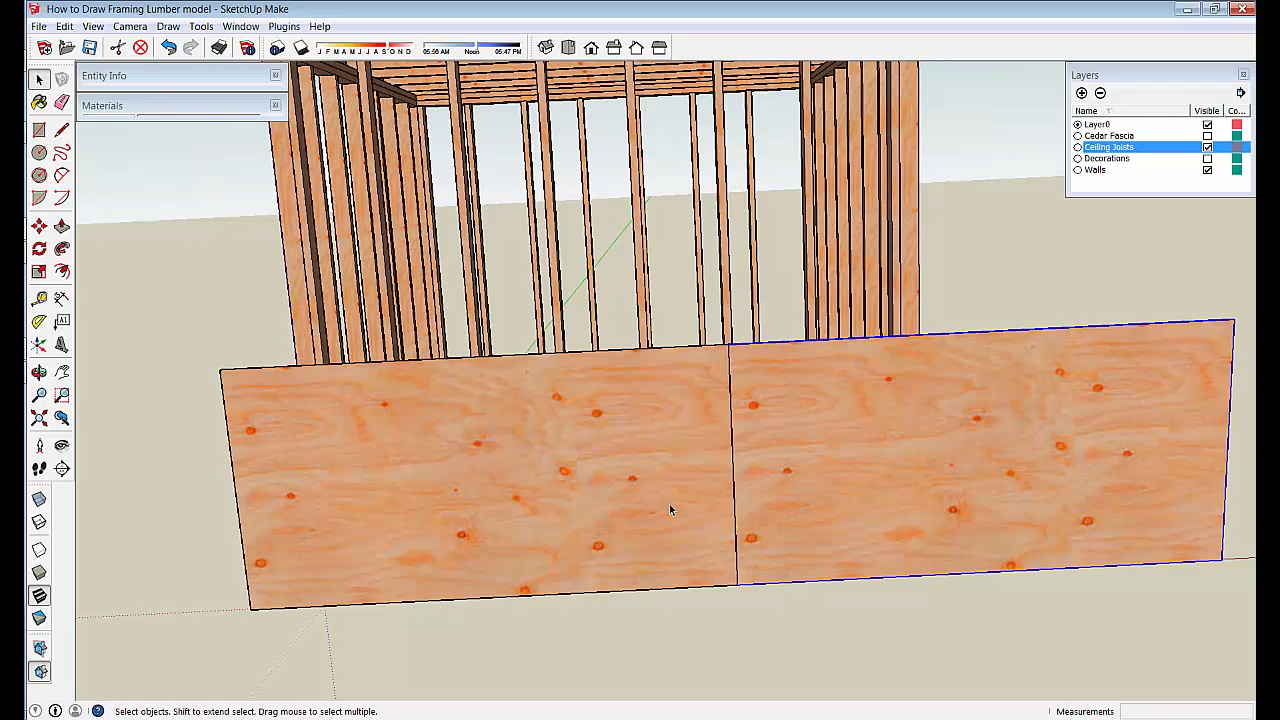 How to Draw Framing Lumber model - SketchUp Make
File Edit View Camera Draw Tools Window Plugins Help
J F M A M J J A S O N D 05:56 AM Noon 05:47 PM
Entity Info
Materials
Layers
Name Visible Co...
Layer0
Cedar Fascia
Ceiling Joists
Decorations
Walls
Select objects. Shift to extend select. Drag mouse to select multiple.
Measurements